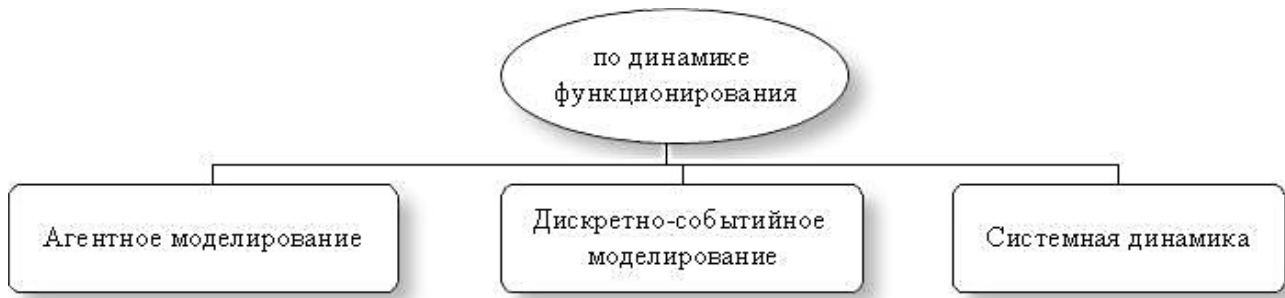 по динамике
функционирования
Агентное моделирование
Дискретно-событийное
моделирование
Системная динамика